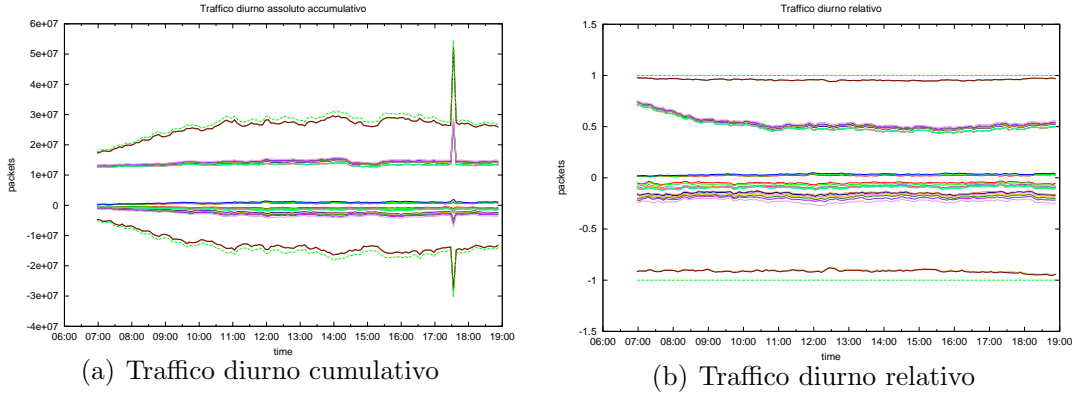 Traffico diurno assoluto accumulativo
6e+07
5e+07
4e+07
3e+07
2e+07
1e+07
0
-1e+07
-2e+07
-3e+07
-4e+07
packets
06:00 07:00 08:00 09:00 10:00 11:00 12:00 13:00 14:00 15:00 16:00 17:00 18:00 19:00
time
(a) Traffico diurno cumulativo
Traffico diurno relativo
1.5
1
0.5
0
-0.5
-1
-1.5
packets
06:00 07:00 08:00 09:00 10:00 11:00 12:00 13:00 14:00 15:00 16:00 17:00 18:00 19:00
time
(b) Traffico diurno relativo